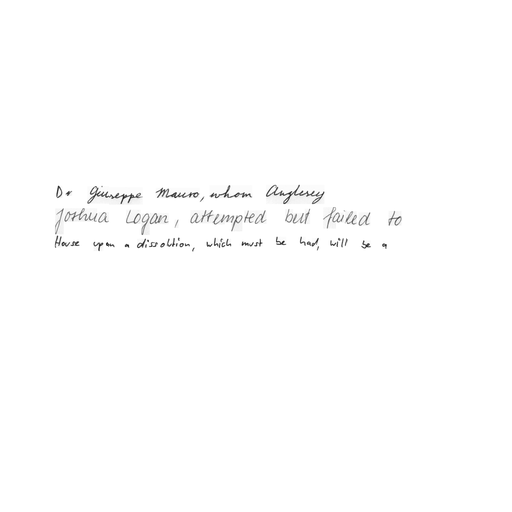 Dr Giuseppe Mauro, whom Anglesey
Joshua Logan, attempted but failed to
House upon a dissolution, which must be had, will be a